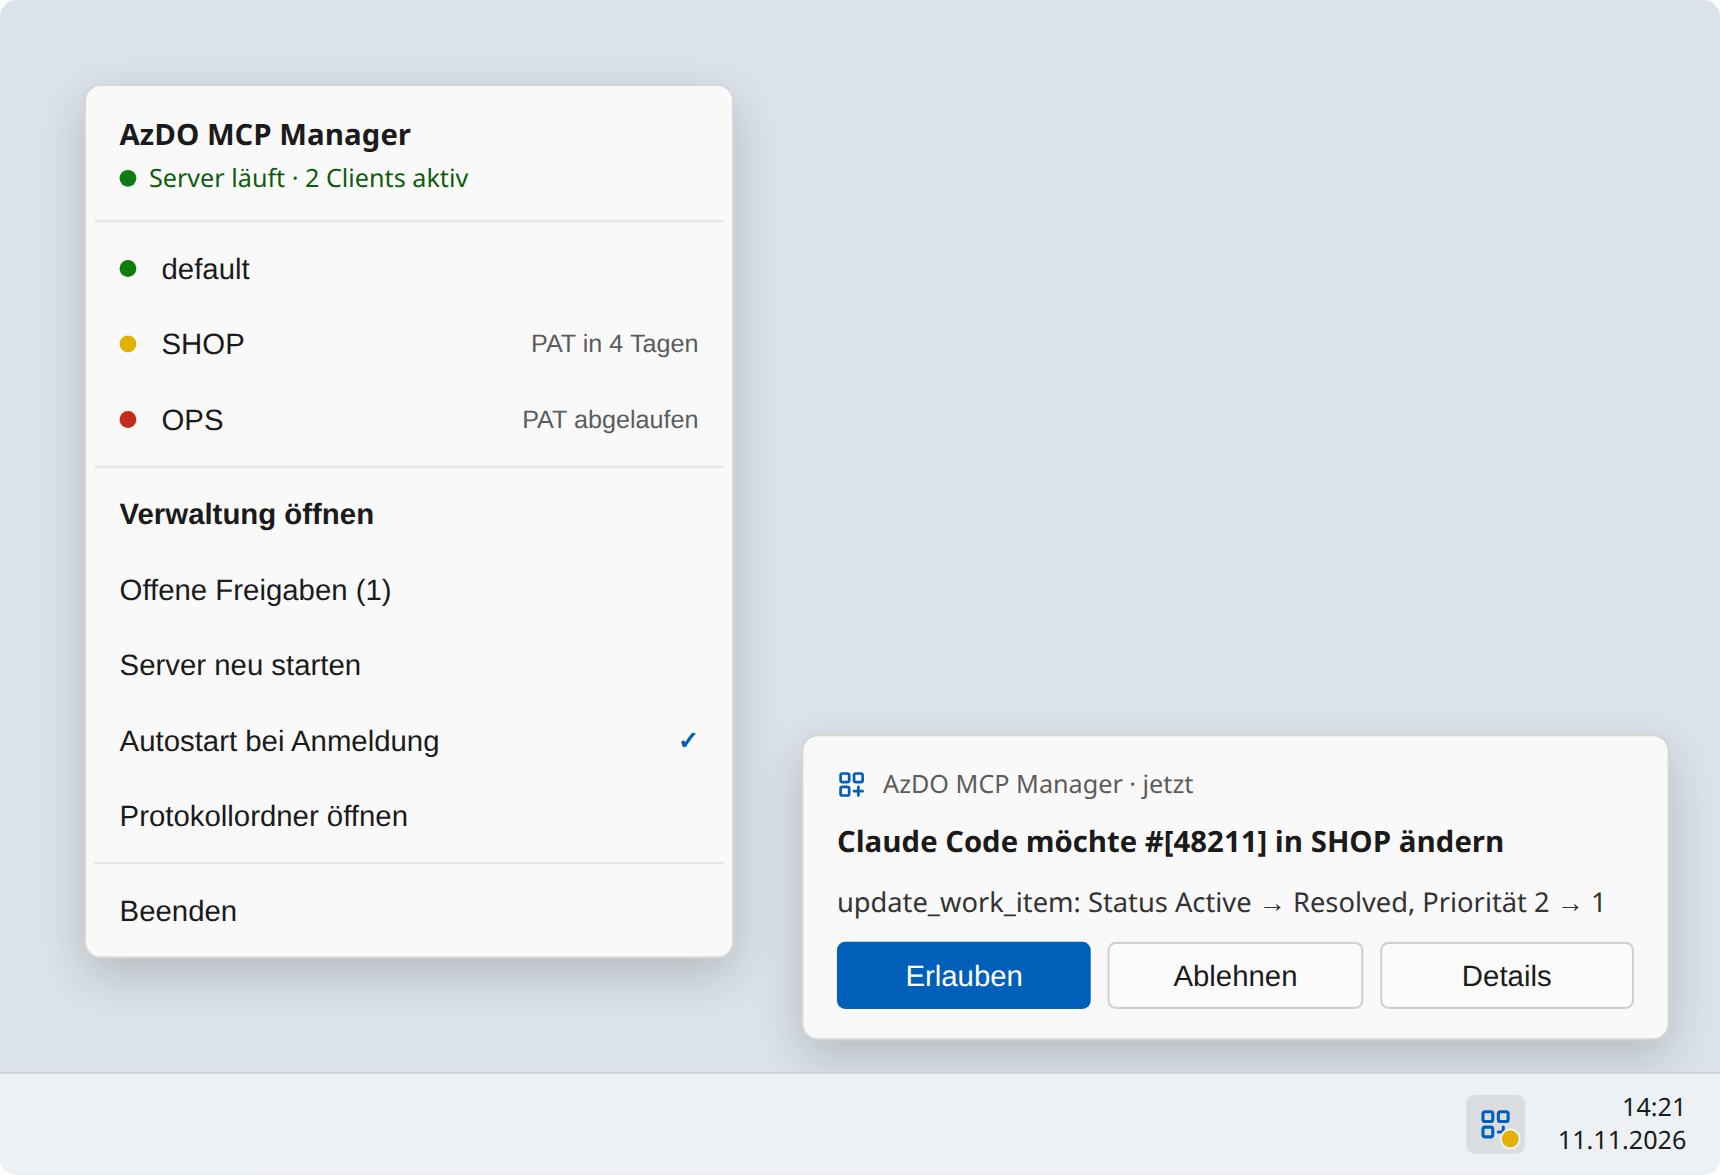 AzDO MCP Manager
Server läuft · 2 Clients aktiv
default
SHOP PAT in 4 Tagen
OPS PAT abgelaufen
Verwaltung öffnen
Offene Freigaben (1)
Server neu starten
Autostart bei Anmeldung ✓
Protokollordner öffnen
Beenden
AzDO MCP Manager · jetzt
Claude Code möchte #[48211] in SHOP ändern
update_work_item: Status Active → Resolved, Priorität 2 → 1
Erlauben Ablehnen Details
14:21
11.11.2026